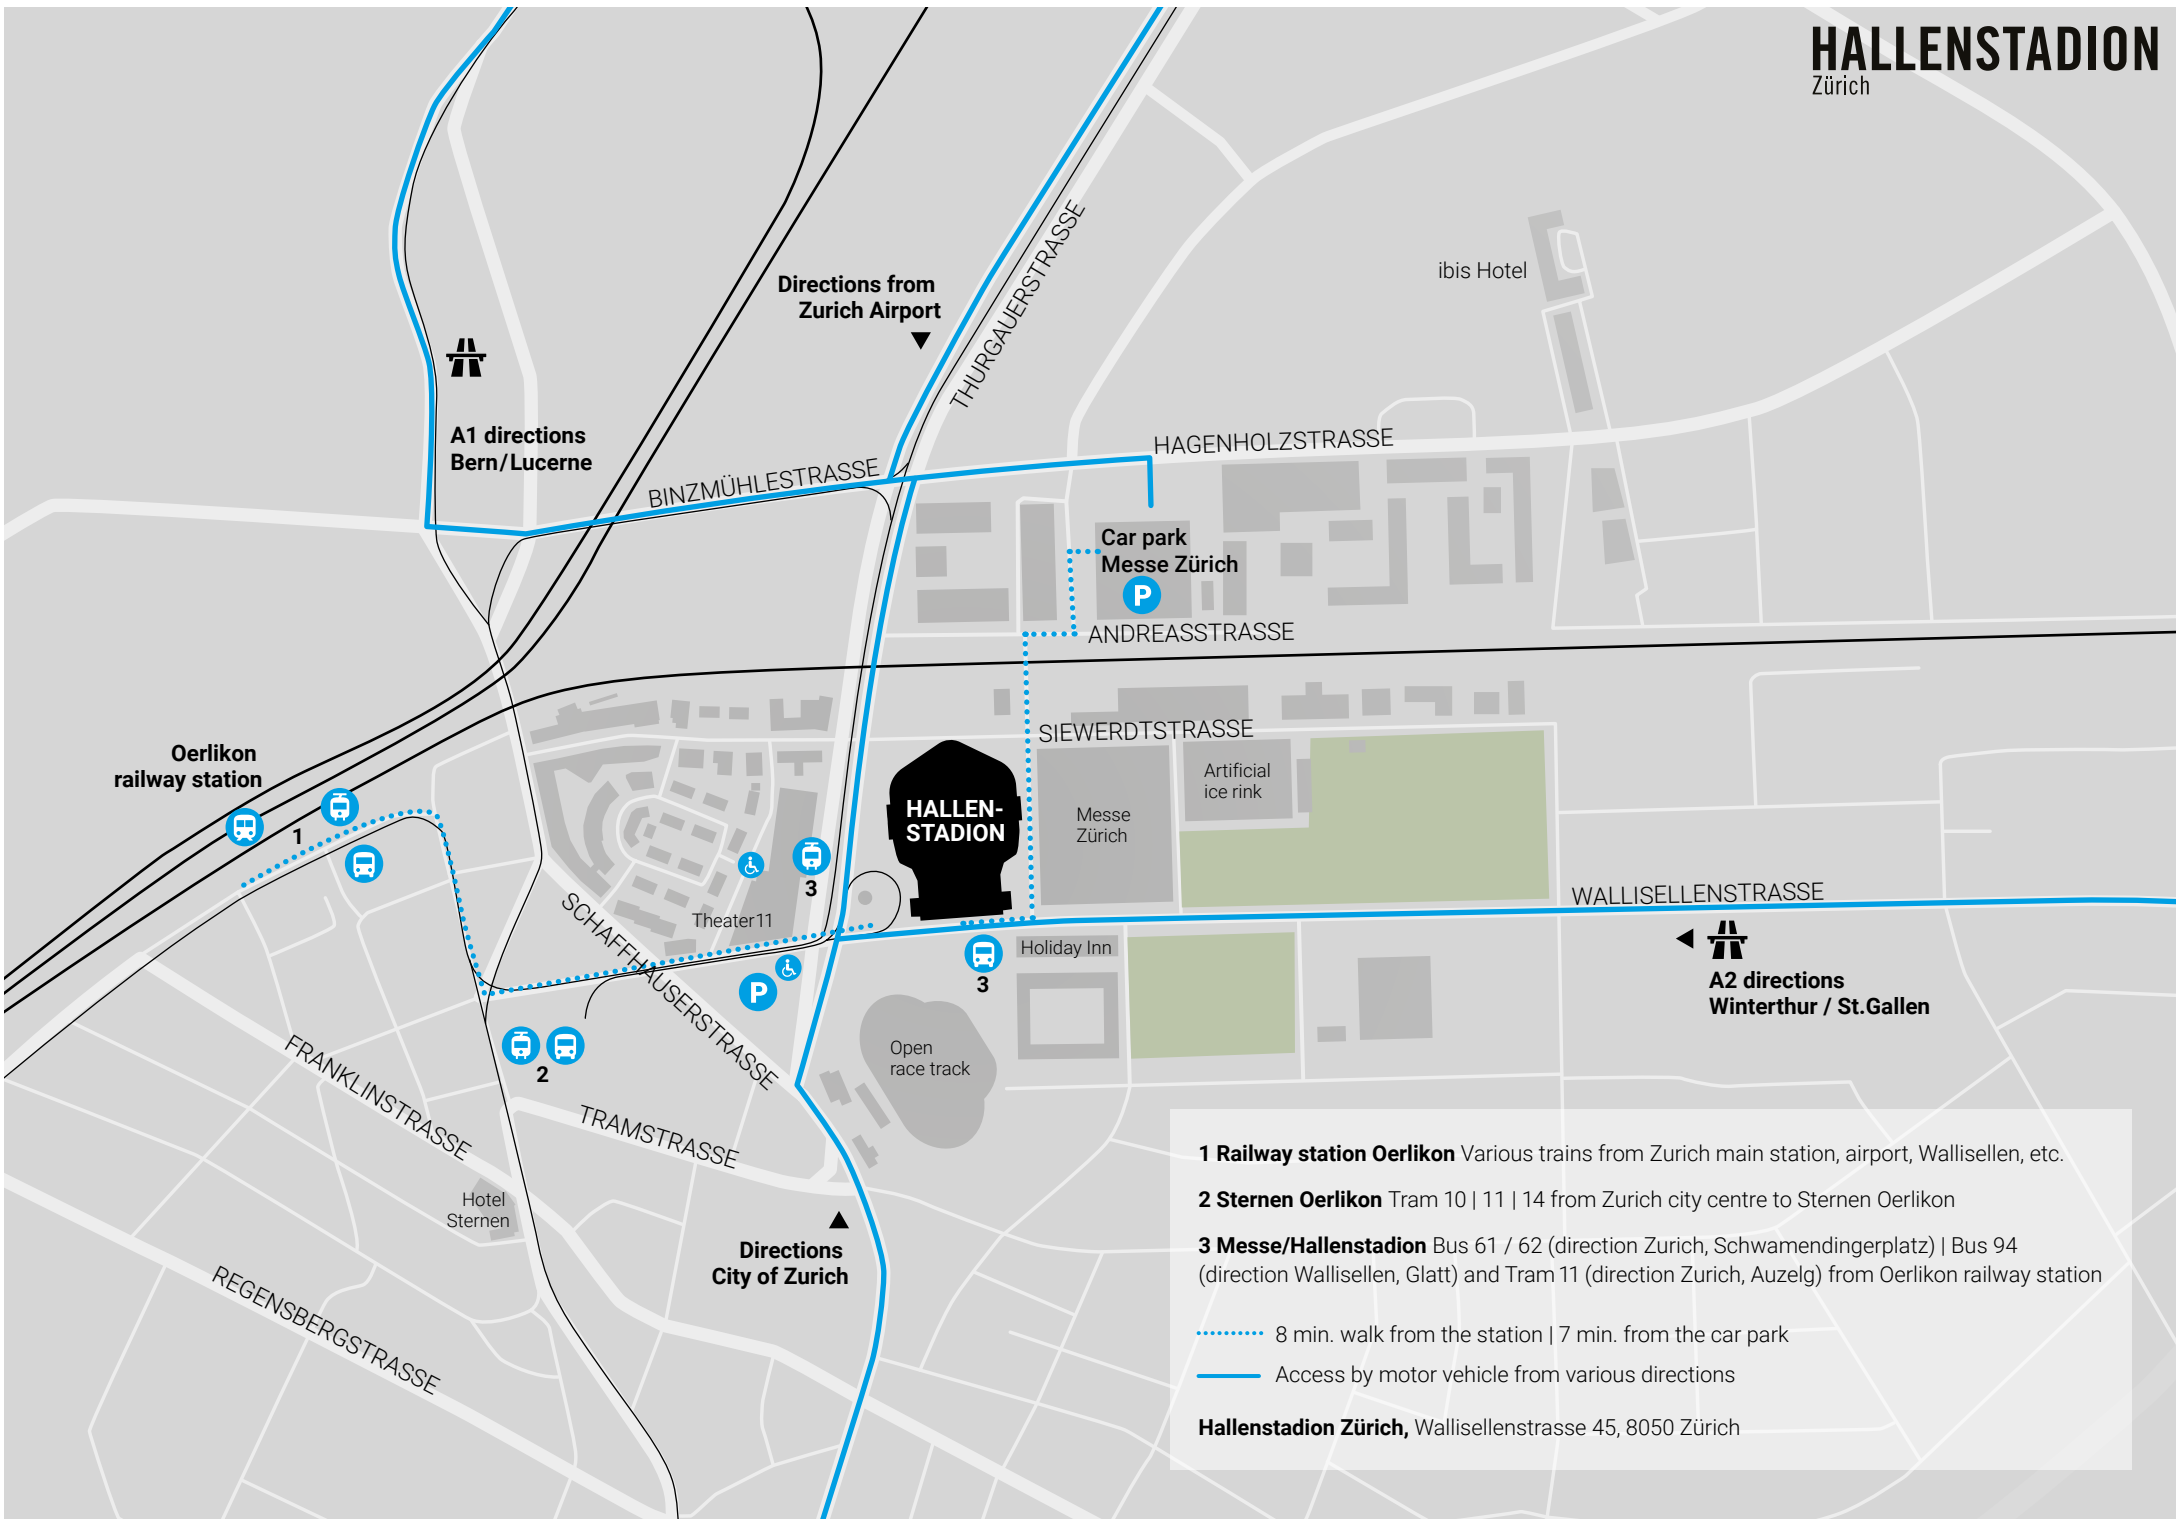 HALLENSTADION
Zürich
ibis Hotel
Directions from
Zurich Airport
THURGAUERSTRASSE
A1 directions
Bern/Lucerne
BINZMÜHLESTRASSE
HAGENHOLZSTRASSE
Car park
Messe Zürich
P
ANDREASSTRASSE
SIEWERDTSTRASSE
Oerlikon
railway station
1
HALLEN-
STADION
Messe
Zürich
Artificial
ice rink
3
Theater 11
SCHAFFHAUSERSTRASSE
WALLISELLENSTRASSE
Holiday Inn
3
P
A2 directions
Winterthur / St.Gallen
2
Open
race track
FRANKLINSTRASSE
TRAMSTRASSE
Hotel
Sternen
Directions
City of Zurich
REGENSBERGSTRASSE
1 Railway station Oerlikon Various trains from Zurich main station, airport, Wallisellen, etc.
2 Sternen Oerlikon Tram 10 | 11 | 14 from Zurich city centre to Sternen Oerlikon
3 Messe/Hallenstadion Bus 61 / 62 (direction Zurich, Schwamendingerplatz) | Bus 94
(direction Wallisellen, Glatt) and Tram 11 (direction Zurich, Auzelg) from Oerlikon railway station
8 min. walk from the station | 7 min. from the car park
Access by motor vehicle from various directions
Hallenstadion Zürich, Wallisellenstrasse 45, 8050 Zürich